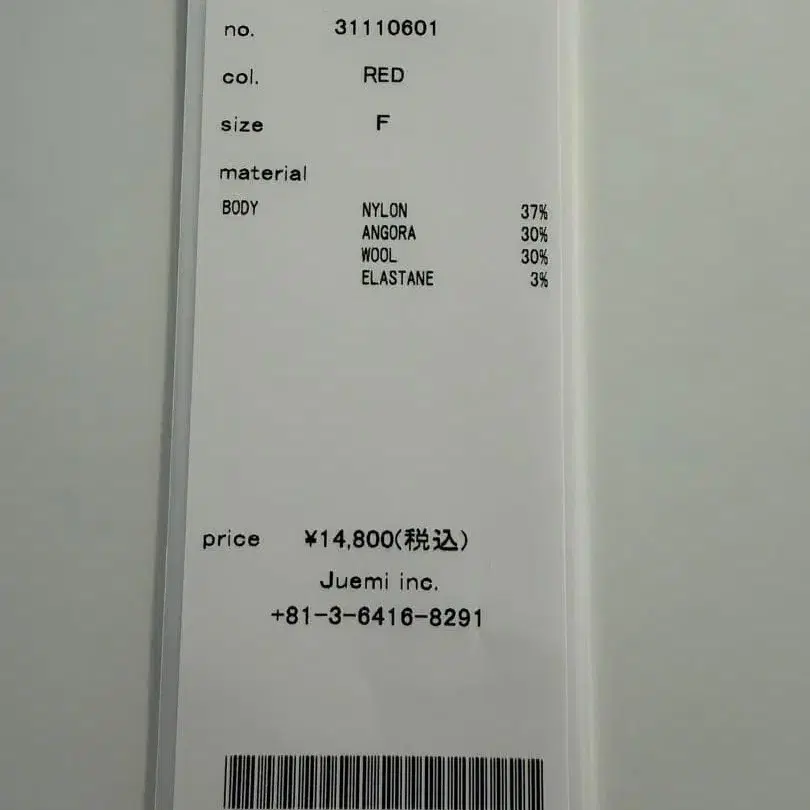 no. 31110601
col. RED
size F
material
BODY NYLON 37%
ANGORA 30%
WOOL 30%
ELASTANE 3%
price ¥14,800(税込)
Juemi inc.
+81-3-6416-8291